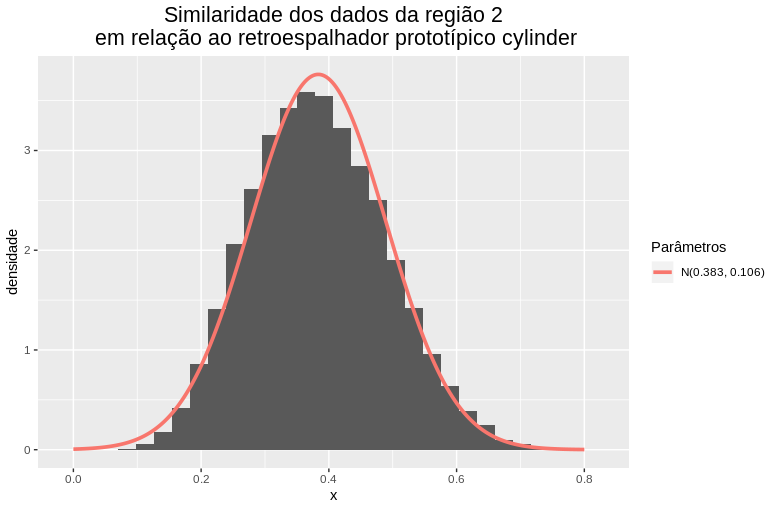 Similaridade dos dados da região 2
em relação ao retroespalhador prototípico cylinder
densidade
3
2
1
0
0.0 0.2 0.4 0.6 0.8
x
Parâmetros
N(0.383, 0.106)